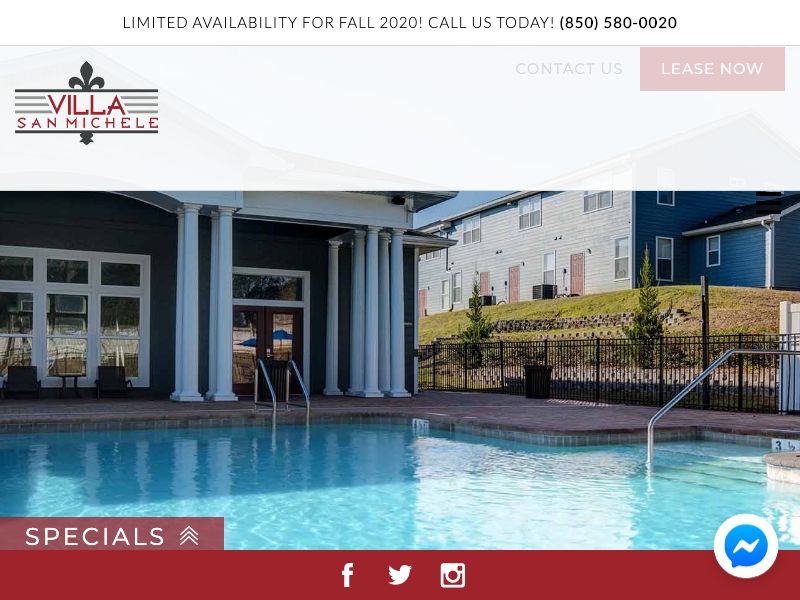 LIMITED AVAILABILITY FOR FALL 2020! CALL US TODAY! (850) 580-0020
CONTACT US
LEASE NOW
VILLA
SAN MICHELE
SPECIALS